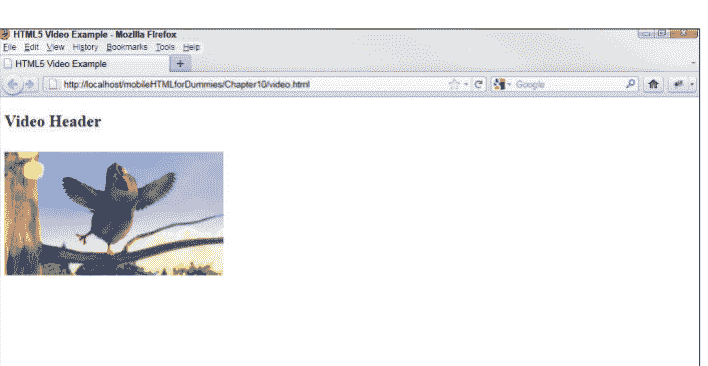 HTML5 Video Example - Mozilla Firefox
File Edit View History Bookmarks Tools Help
HTML5 Video Example +
http://localhost/mobileHTMLforDummies/Chapter10/video.html Google
Video Header